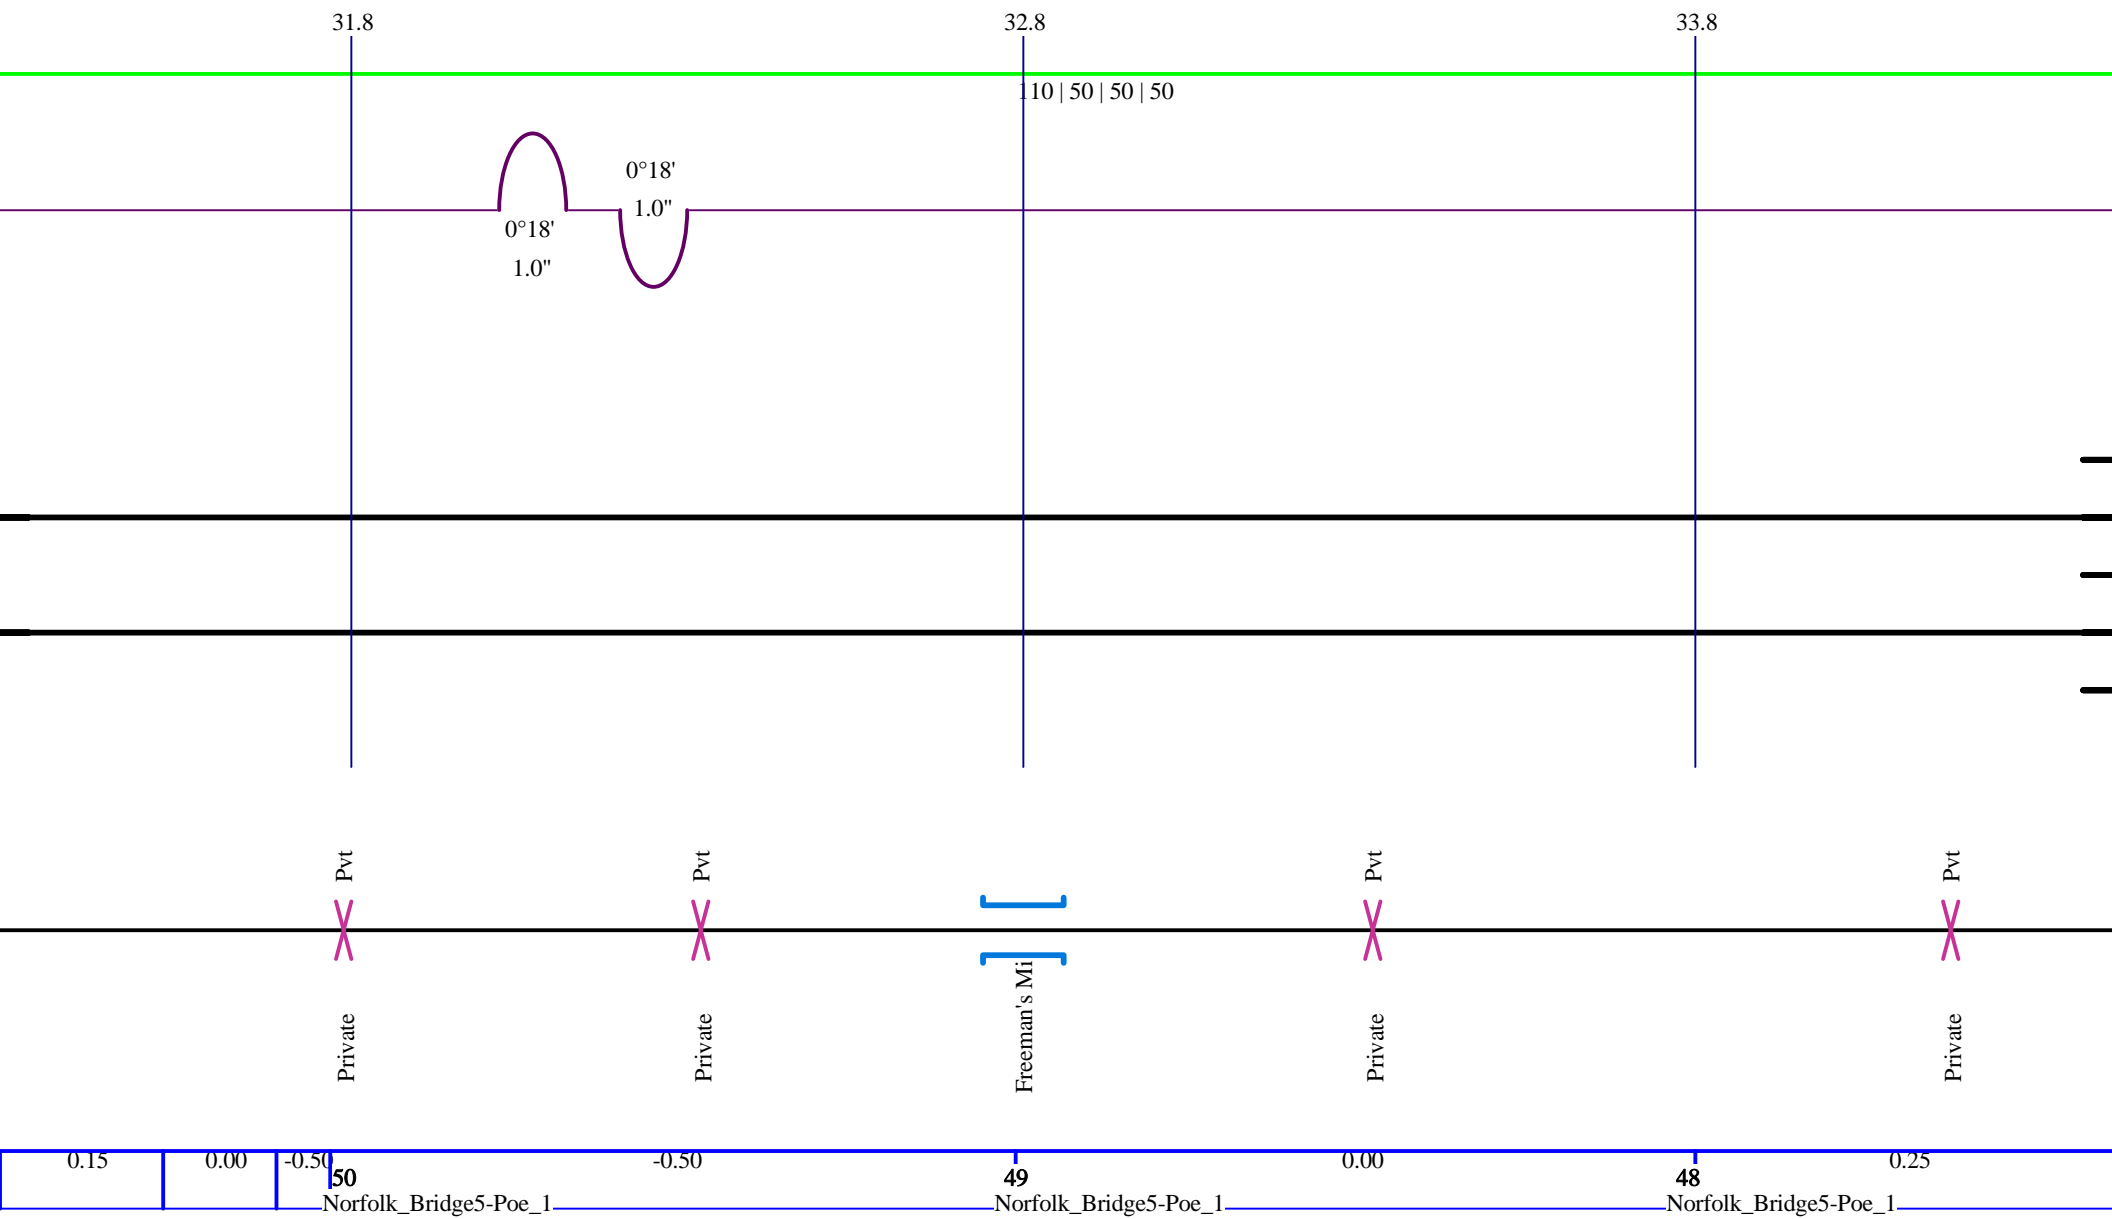 31.8 32.8 33.8
110 | 50 | 50 | 50
0°18'
1.0"
0°18'
1.0"
Pvt Pvt Pvt Pvt
Private Private Freeman's Mi Private Private
0.15 0.00 -0.50 -0.50 0.00 0.25
50 49 48
Norfolk_Bridge5-Poe_1 Norfolk_Bridge5-Poe_1 Norfolk_Bridge5-Poe_1